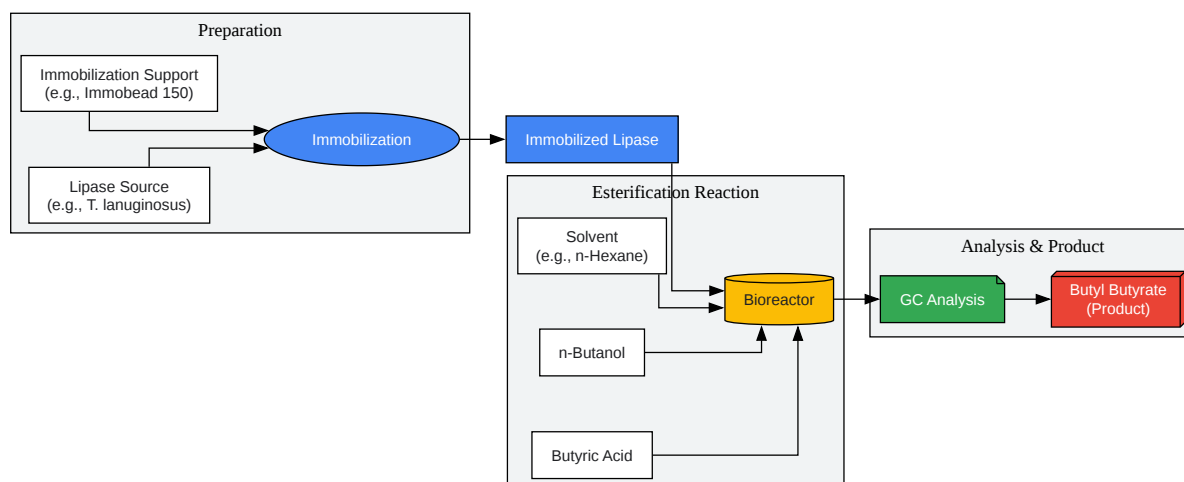 Preparation
Immobilization Support
(e.g., Immobead 150)
Immobilization
Lipase Source
(e.g., T. lanuginosus)
Immobilized Lipase
Esterification Reaction
Solvent
(e.g., n-Hexane)
Bioreactor
n-Butanol
Butyric Acid
Analysis & Product
GC Analysis
Butyl Butyrate
(Product)